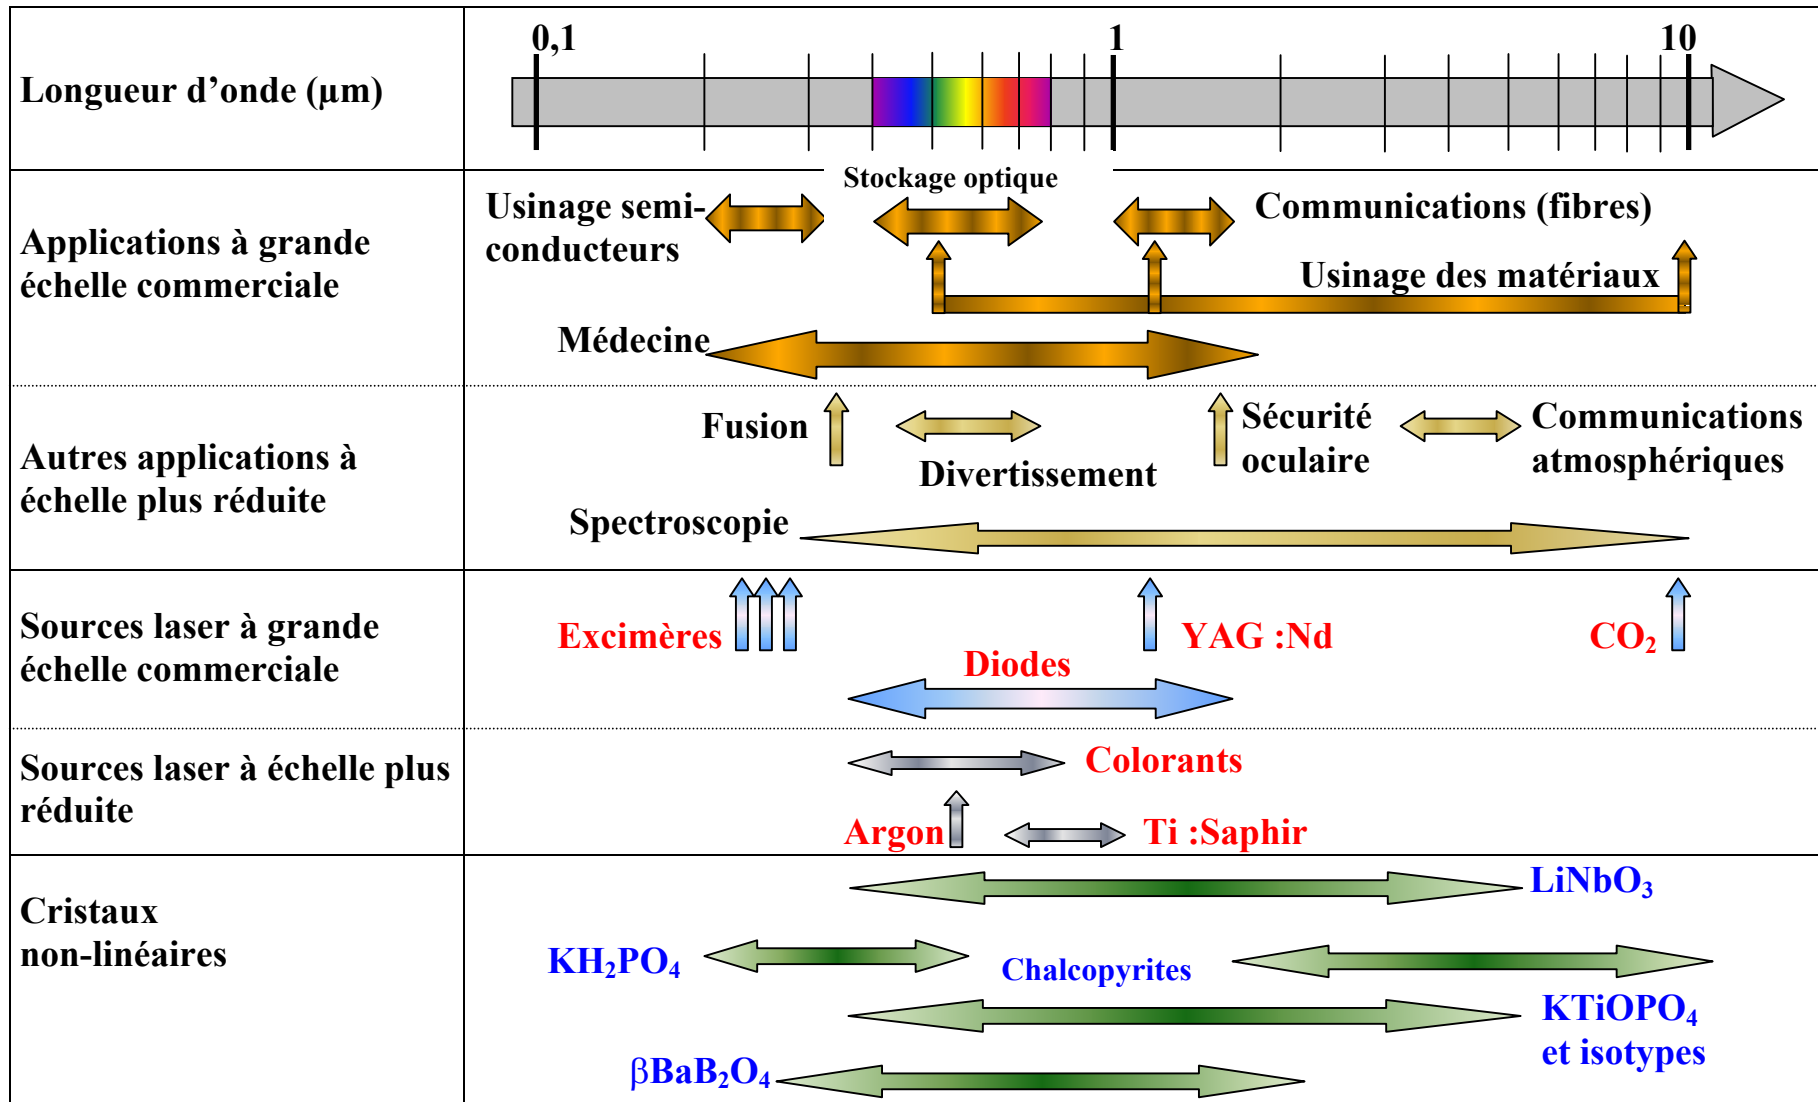 Longueur d’onde (µm)
0,1
1
10
Applications à grande
échelle commerciale
Usinage semi-
conducteurs
Stockage optique
Communications (fibres)
Usinage des matériaux
Médecine
Autres applications à
échelle plus réduite
Fusion
Divertissement
Sécurité
oculaire
Communications
atmosphériques
Spectroscopie
Sources laser à grande
échelle commerciale
Excimères
YAG :Nd
CO₂
Diodes
Sources laser à échelle plus
réduite
Colorants
Argon
Ti :Saphir
Cristaux
non-linéaires
LiNbO₃
KH₂PO₄
Chalcopyrites
KTiOPO₄
et isotypes
βBaB₂O₄